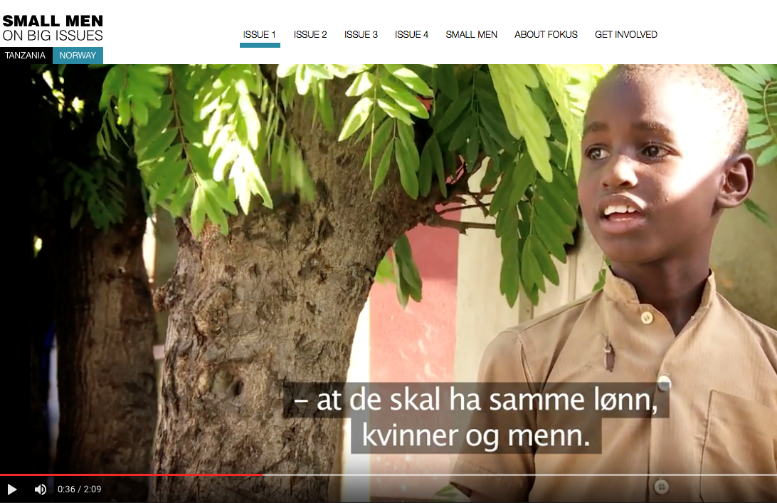 SMALL MEN
ON BIG ISSUES
TANZANIA NORWAY
ISSUE 1 ISSUE 2 ISSUE 3 ISSUE 4 SMALL MEN ABOUT FOKUS GET INVOLVED
– at de skal ha samme lønn,
kvinner og menn.
0:36 / 2:09